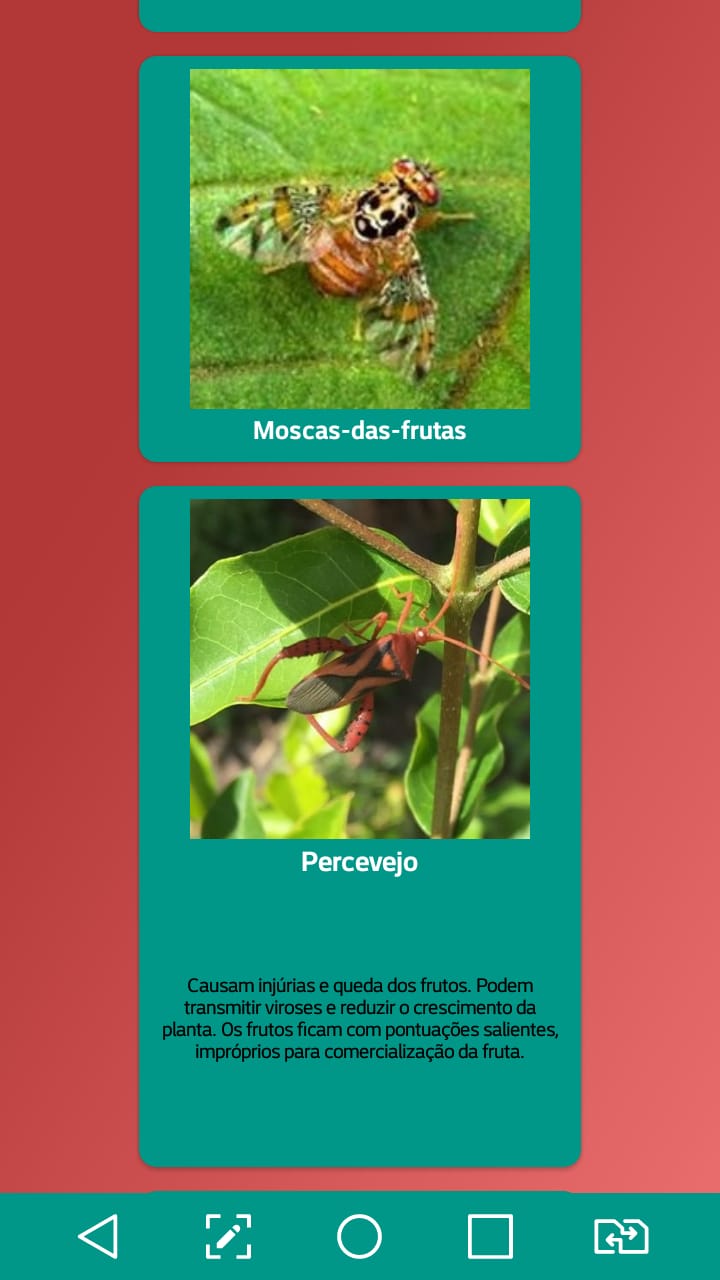 Moscas-das-frutas
Percevejo
Causam injúrias e queda dos frutos. Podem
transmitir viroses e reduzir o crescimento da
planta. Os frutos ficam com pontuações salientes,
impróprios para comercialização da fruta.